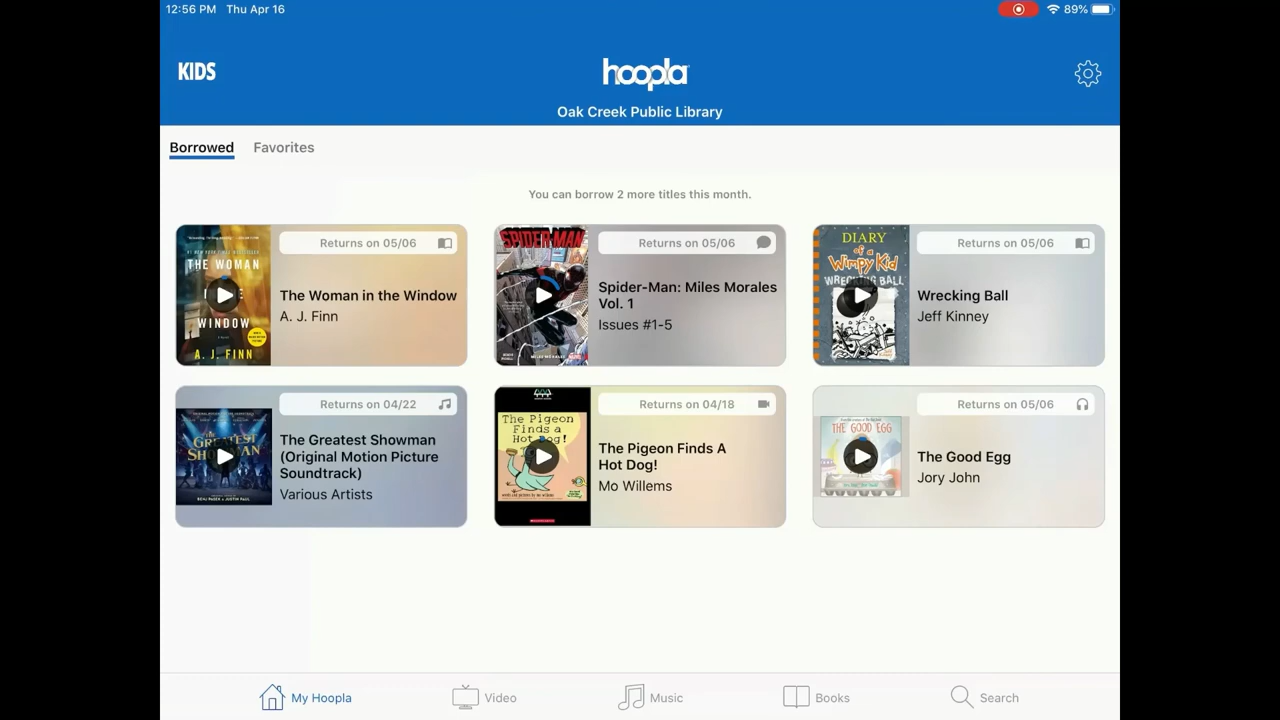 12:56 PM Thu Apr 16
89%
KIDS
hoopla
Oak Creek Public Library
Borrowed
Favorites
You can borrow 2 more titles this month.
THE WOMAN
WINDOW
A. J. FINN
Returns on 05/06
The Woman in the Window
A. J. Finn
SPIDER-MAN
Returns on 05/06
Spider-Man: Miles Morales
Vol. 1
Issues #1-5
DIARY
of a
Wimpy Kid
WRECKING BALL
Returns on 05/06
Wrecking Ball
Jeff Kinney
THE
GREATEST
SHOWMAN
Returns on 04/22
The Greatest Showman
(Original Motion Picture
Soundtrack)
Various Artists
The Pigeon
Finds a
Hot Dog!
Returns on 04/18
The Pigeon Finds A
Hot Dog!
Mo Willems
THE GOOD EGG
Returns on 05/06
The Good Egg
Jory John
My Hoopla
Video
Music
Books
Search